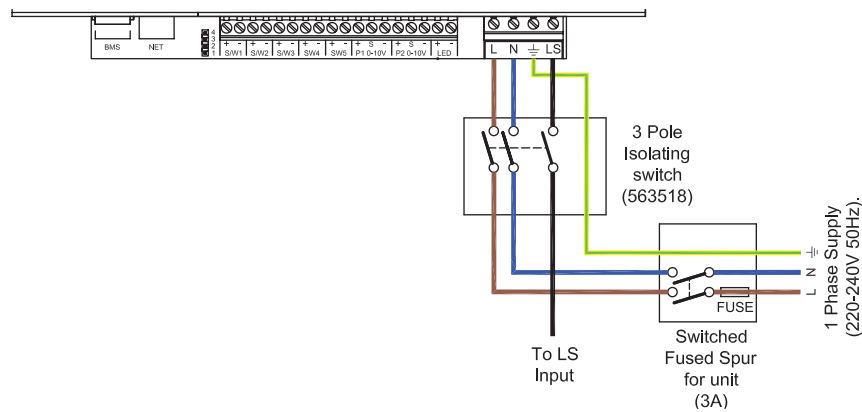 BMS
NET
4
3
2
1
+ - + - + - + - + - + S - + S - + -
S/W1 S/W2 S/W3 SW4 SW5 P1 0-10V P2 0-10V LED
L N LS
3 Pole
Isolating
switch
(563518)
N
L
1 Phase Supply
(220-240V 50Hz).
FUSE
To LS
Input
Switched
Fused Spur
for unit
(3A)